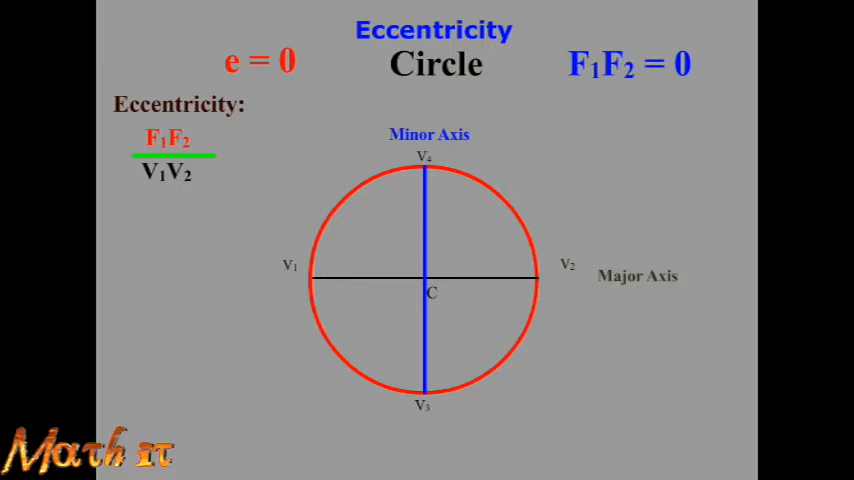 Eccentricity
e = 0
Circle
F₁F₂ = 0
Eccentricity:
F₁F₂
V₁V₂
Minor Axis
V₄
V₁
V₂
Major Axis
C
V₃
Math It